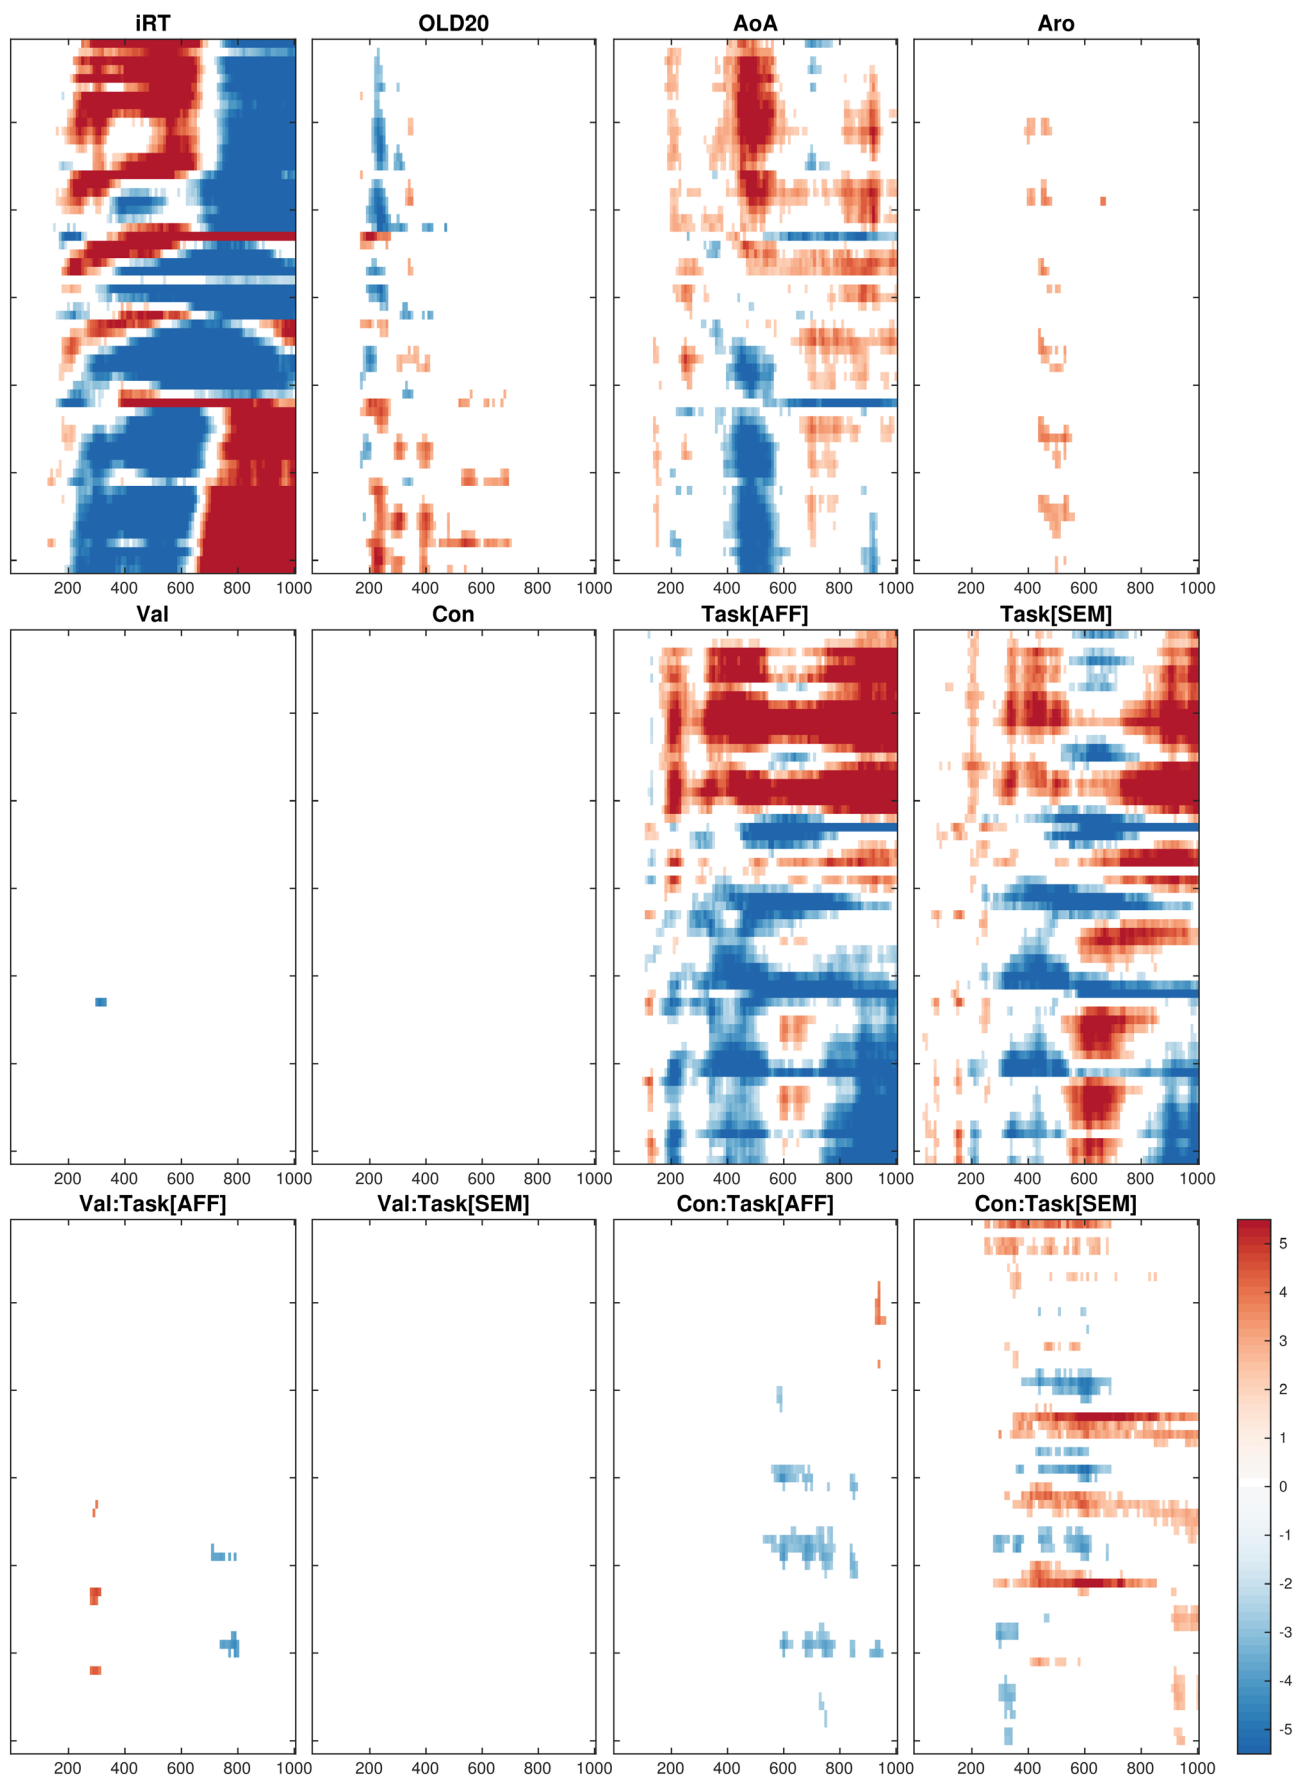 iRT OLD20 AoA Aro
200 400 600 800 1000 200 400 600 800 1000 200 400 600 800 1000 200 400 600 800 1000
Val Con Task[AFF] Task[SEM]
200 400 600 800 1000 200 400 600 800 1000 200 400 600 800 1000 200 400 600 800 1000
Val:Task[AFF] Val:Task[SEM] Con:Task[AFF] Con:Task[SEM]
5
4
3
2
1
0
-1
-2
-3
-4
-5
200 400 600 800 1000 200 400 600 800 1000 200 400 600 800 1000 200 400 600 800 1000